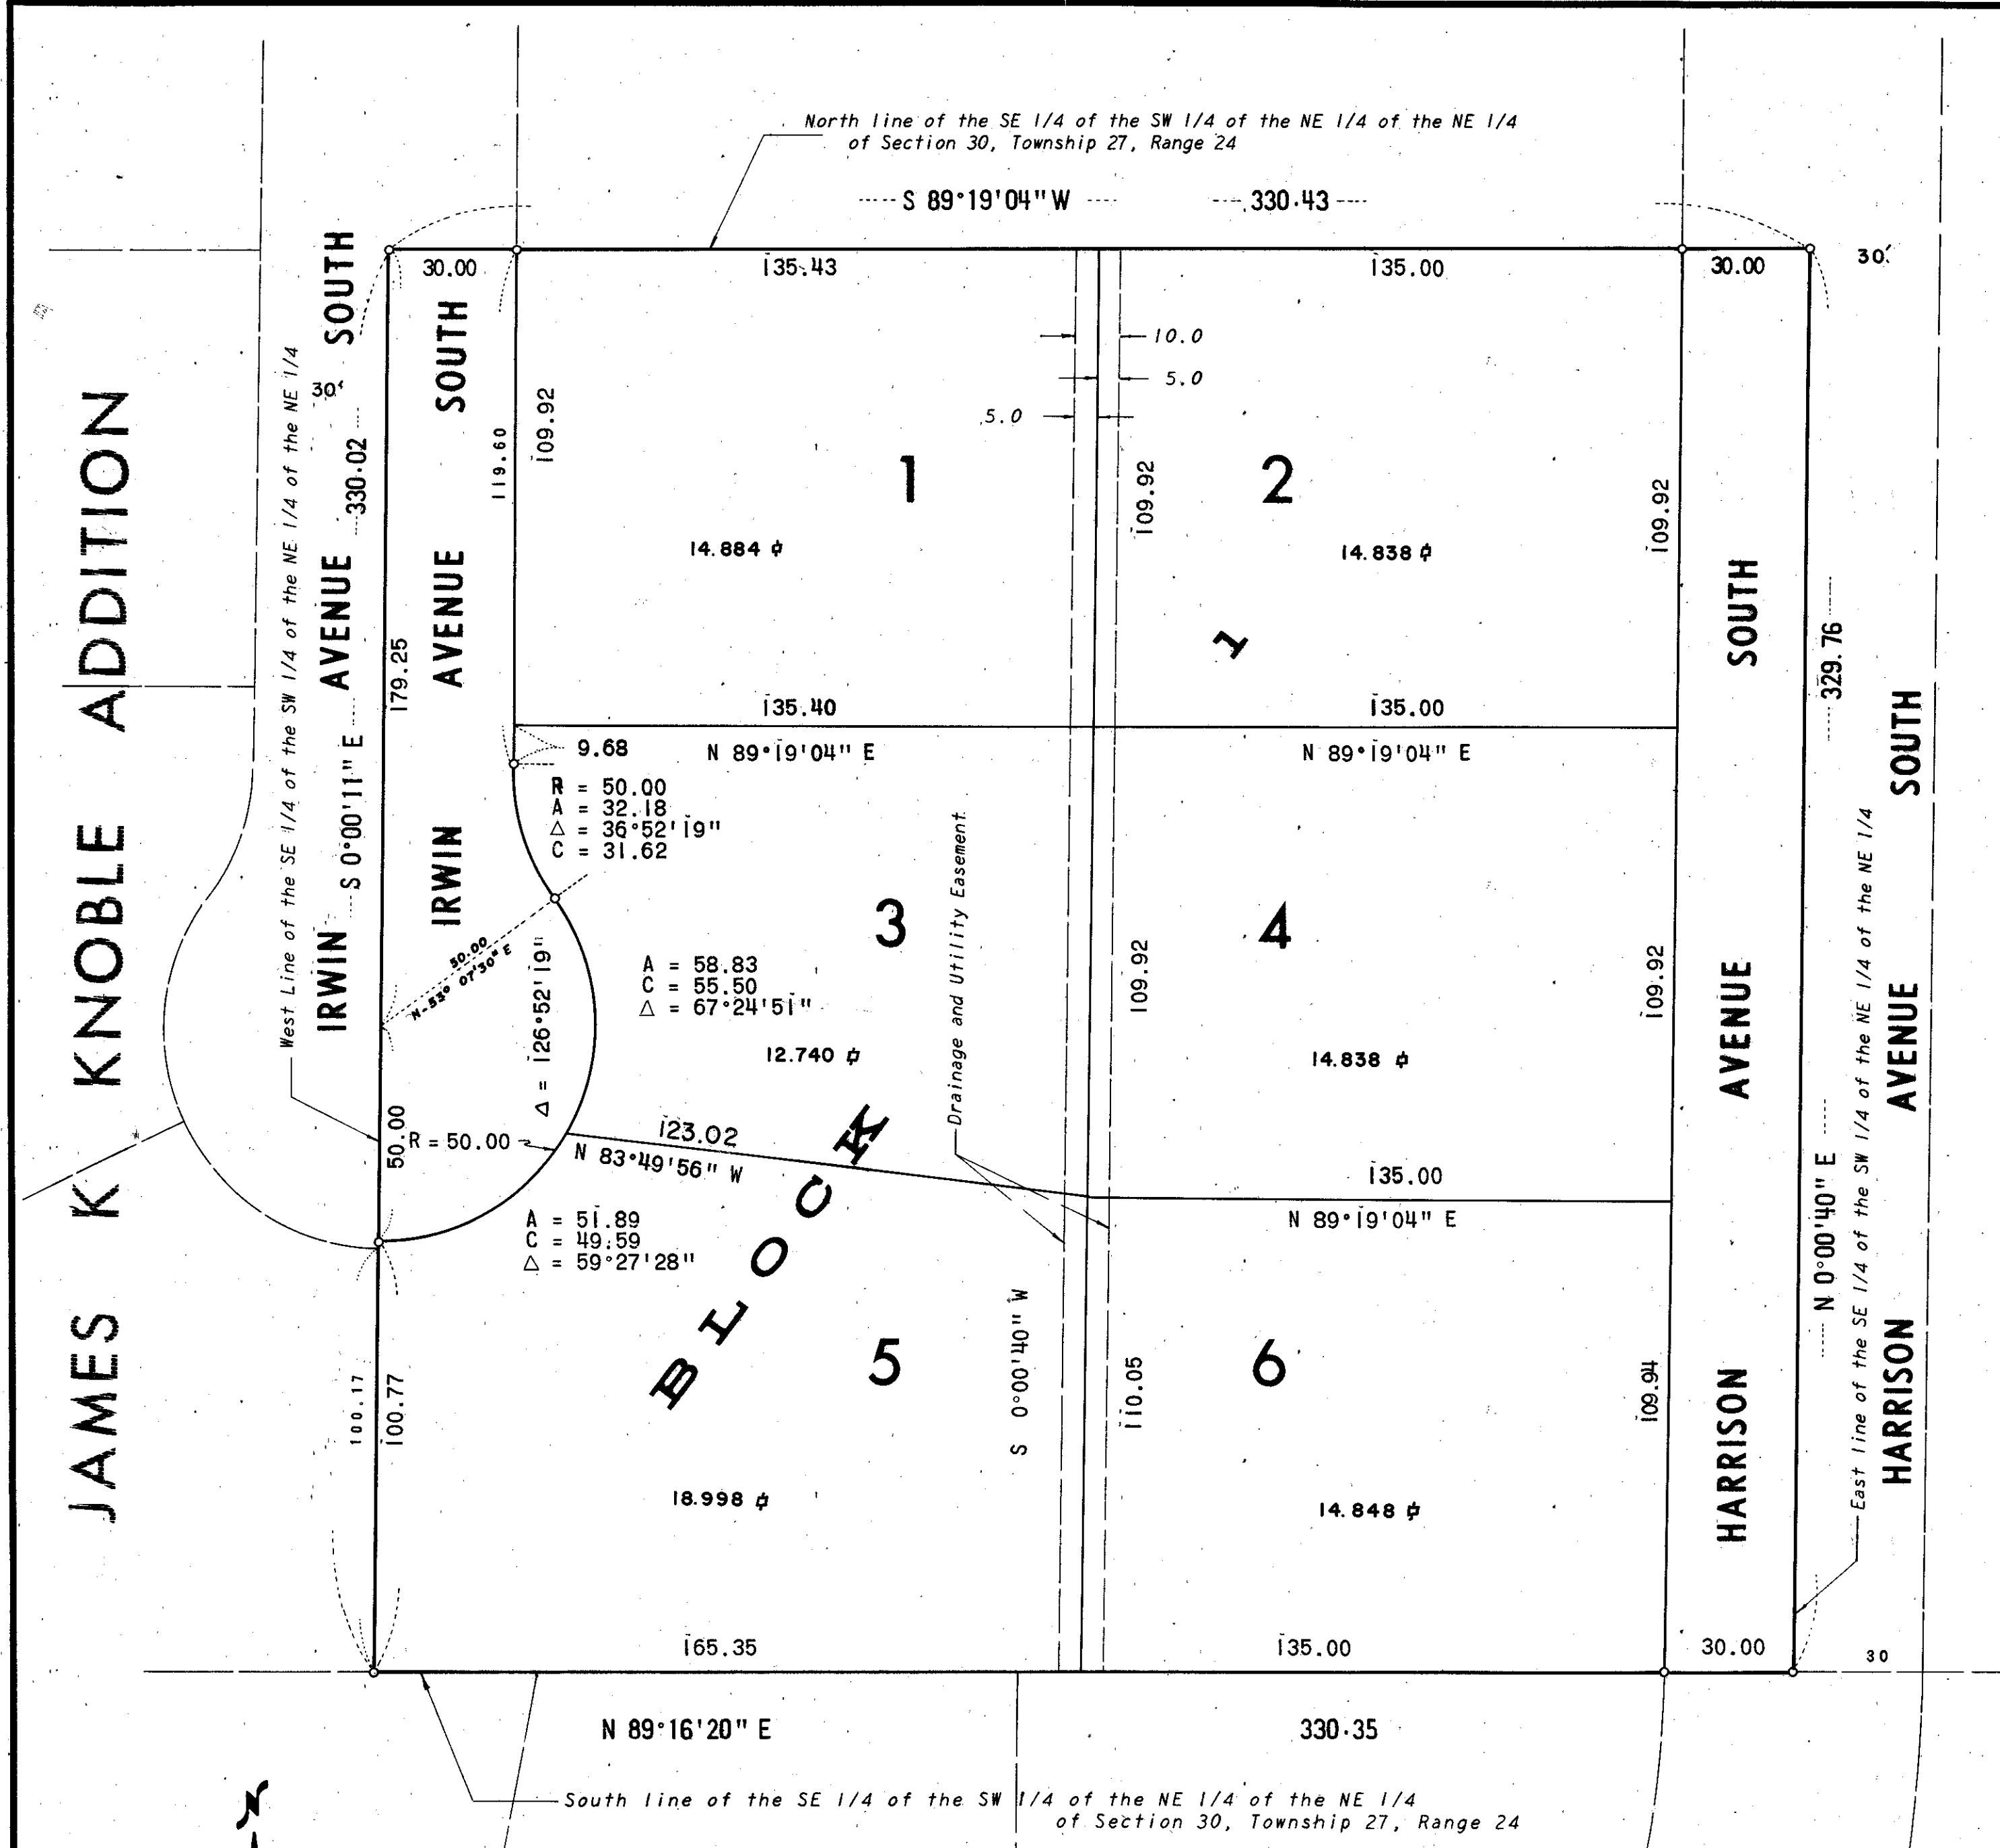 North line of the SE 1/4 of the SW 1/4 of the NE 1/4 of the NE 1/4
of Section 30, Township 27, Range 24
S 89°19'04" W 330.43
30.00 135.43 135.00 30.00 30'
10.0
5.0
5.0
JAMES K KNOBLE ADDITION
West Line of the SE 1/4 of the SW 1/4 of the NE 1/4 of the NE 1/4
IRWIN AVENUE SOUTH
30'
S 0°00'11" E 330.02
179.25
IRWIN AVENUE SOUTH
119.60
109.92
1
14.884
109.92
2
14.838
109.92
1
135.40
N 89°19'04" E
135.00
N 89°19'04" E
9.68
R = 50.00
A = 32.18
Δ = 36°52'19"
C = 31.62
50.00
N-53° 07'30" E
Δ = 126°52'19"
3
A = 58.83
C = 55.50
Δ = 67°24'51"
12.740
Drainage and Utility Easement
109.92
4
14.838
109.92
50.00
R = 50.00
123.02
N 83°49'56" W
135.00
N 89°19'04" E
A = 51.89
C = 49.59
Δ = 59°27'28"
BLOCK
100.17
100.77
5
18.998
S 0°00'40" W
110.05
6
14.848
109.94
HARRISON AVENUE SOUTH
329.76
N 0°00'40" E
East line of the SE 1/4 of the SW 1/4 of the NE 1/4 of the NE 1/4
HARRISON AVENUE SOUTH
165.35 135.00 30.00 30
N 89°16'20" E 330.35
South line of the SE 1/4 of the SW 1/4 of the NE 1/4 of the NE 1/4
of Section 30, Township 27, Range 24
N